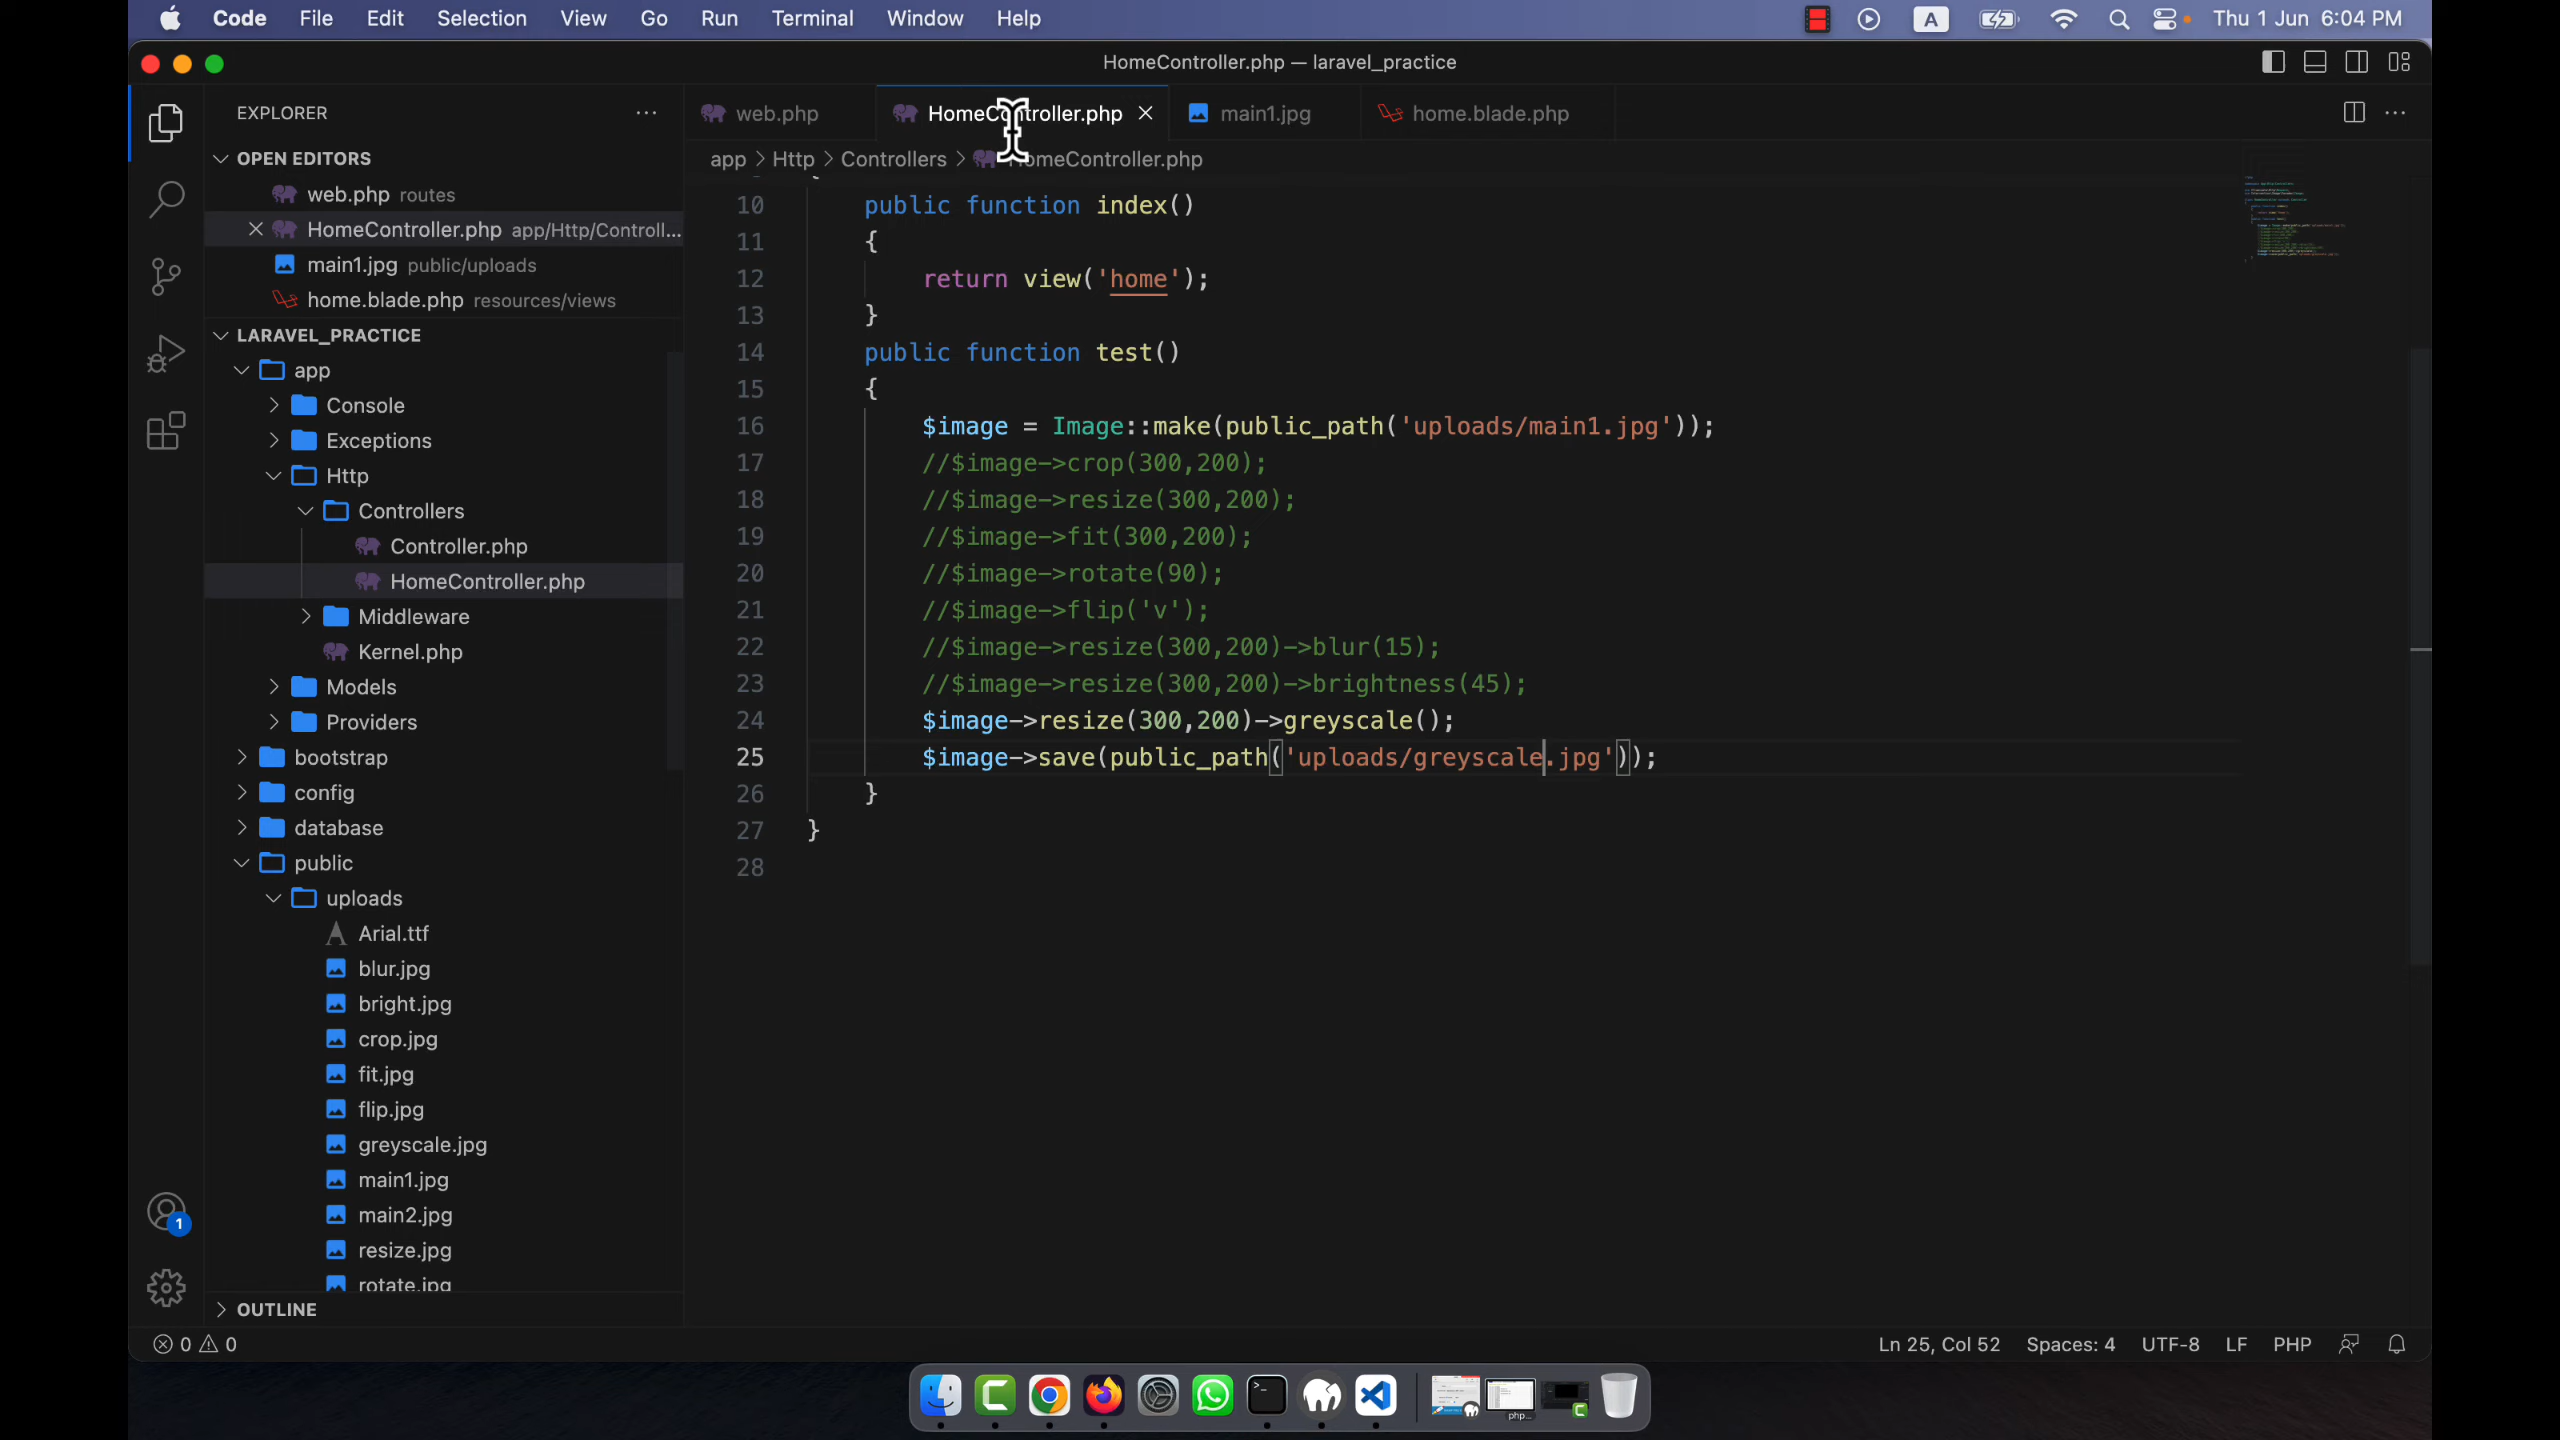 Code File Edit Selection View Go Run Terminal Window Help A Thu 1 Jun 6:04 PM
HomeController.php — laravel_practice
EXPLORER
OPEN EDITORS
web.php routes
HomeController.php app/Http/Controll...
main1.jpg public/uploads
home.blade.php resources/views
LARAVEL_PRACTICE
app
Console
Exceptions
Http
Controllers
Controller.php
HomeController.php
Middleware
Kernel.php
Models
Providers
bootstrap
config
database
public
uploads
Arial.ttf
blur.jpg
bright.jpg
crop.jpg
fit.jpg
flip.jpg
greyscale.jpg
main1.jpg
main2.jpg
resize.jpg
rotate.jpg
OUTLINE
1
web.php HomeController.php main1.jpg home.blade.php
app > Http > Controllers > HomeController.php
10 public function index()
11 {
12 return view('home');
13 }
14 public function test()
15 {
16 $image = Image::make(public_path('uploads/main1.jpg'));
17 //$image->crop(300,200);
18 //$image->resize(300,200);
19 //$image->fit(300,200);
20 //$image->rotate(90);
21 //$image->flip('v');
22 //$image->resize(300,200)->blur(15);
23 //$image->resize(300,200)->brightness(45);
24 $image->resize(300,200)->greyscale();
25 $image->save(public_path('uploads/greyscale.jpg'));
26 }
27 }
28
0 0 Ln 25, Col 52 Spaces: 4 UTF-8 LF PHP
php...